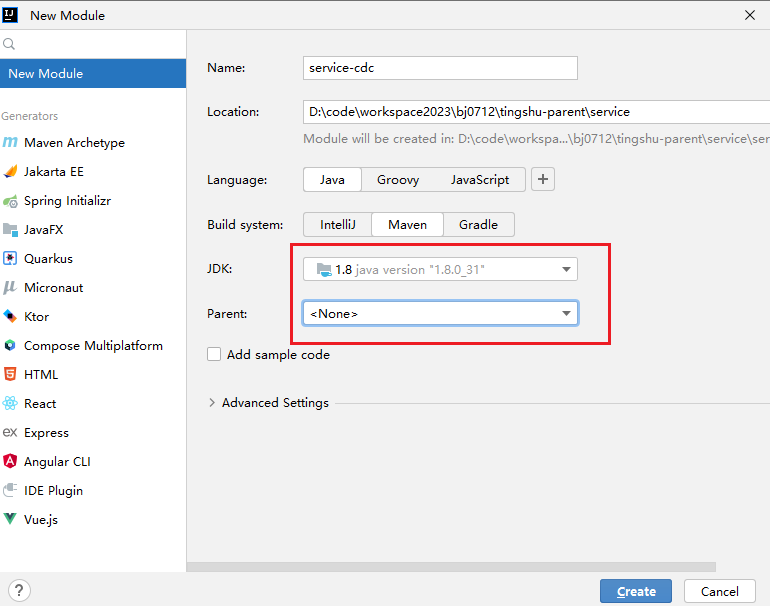 New Module
New Module
Generators
Maven Archetype
Jakarta EE
Spring Initializr
JavaFX
Quarkus
Micronaut
Ktor
Compose Multiplatform
HTML
React
ex Express
Angular CLI
IDE Plugin
Vue.js
Name: service-cdc
Location: D:\code\workspace2023\bj0712\tingshu-parent\service
Module will be created in: D:\code\workspa...\bj0712\tingshu-parent\service\ser
Language: Java Groovy JavaScript +
Build system: IntelliJ Maven Gradle
JDK: 1.8 java version "1.8.0_31"
Parent: <None>
Add sample code
Advanced Settings
? Create Cancel